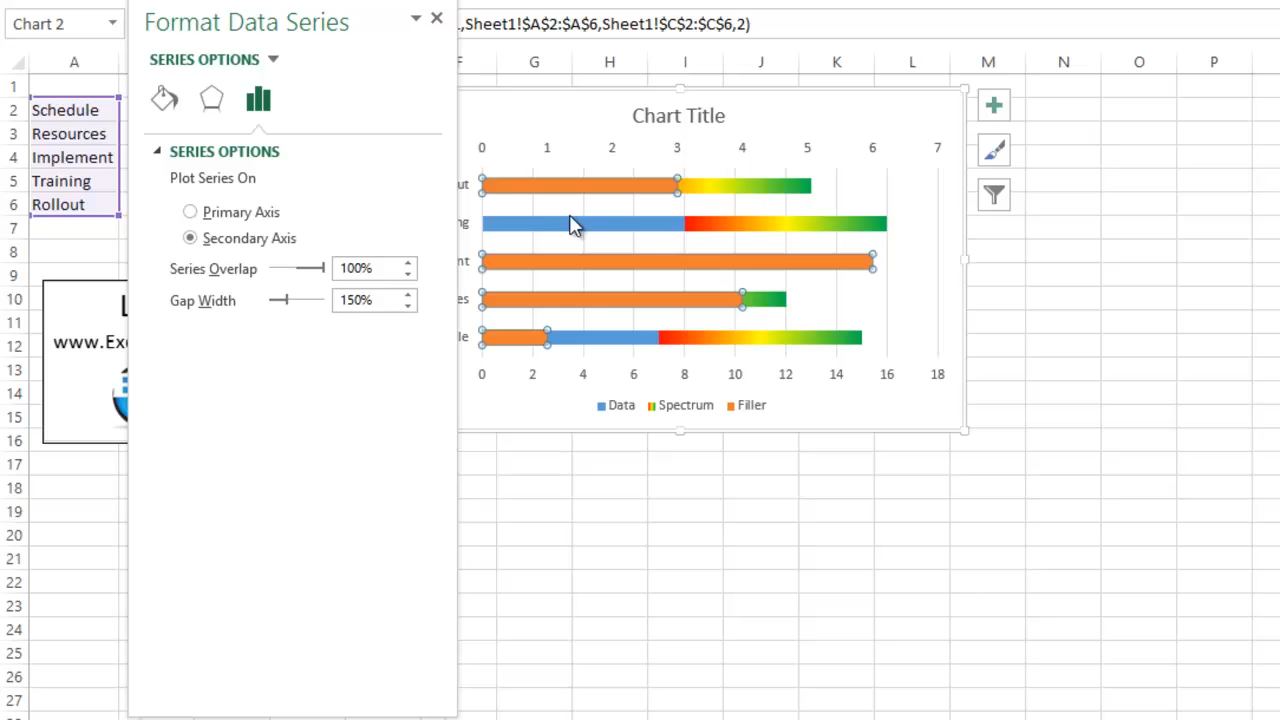 Chart 2
Format Data Series
,Sheet1!$A$2:$A$6,Sheet1!$C$2:$C$6,2)
SERIES OPTIONS
A F G H I J K L M N O P
1
2 Schedule
3 Resources
4 Implement
5 Training
6 Rollout
7
8
9
10
11
12
13
14
15
16
17
18
19
20
21
22
23
24
25
26
27
www.Exc
SERIES OPTIONS
Plot Series On
Primary Axis
Secondary Axis
Series Overlap 100%
Gap Width 150%
Chart Title
0 1 2 3 4 5 6 7
ut
ng
nt
es
le
0 2 4 6 8 10 12 14 16 18
Data Spectrum Filler